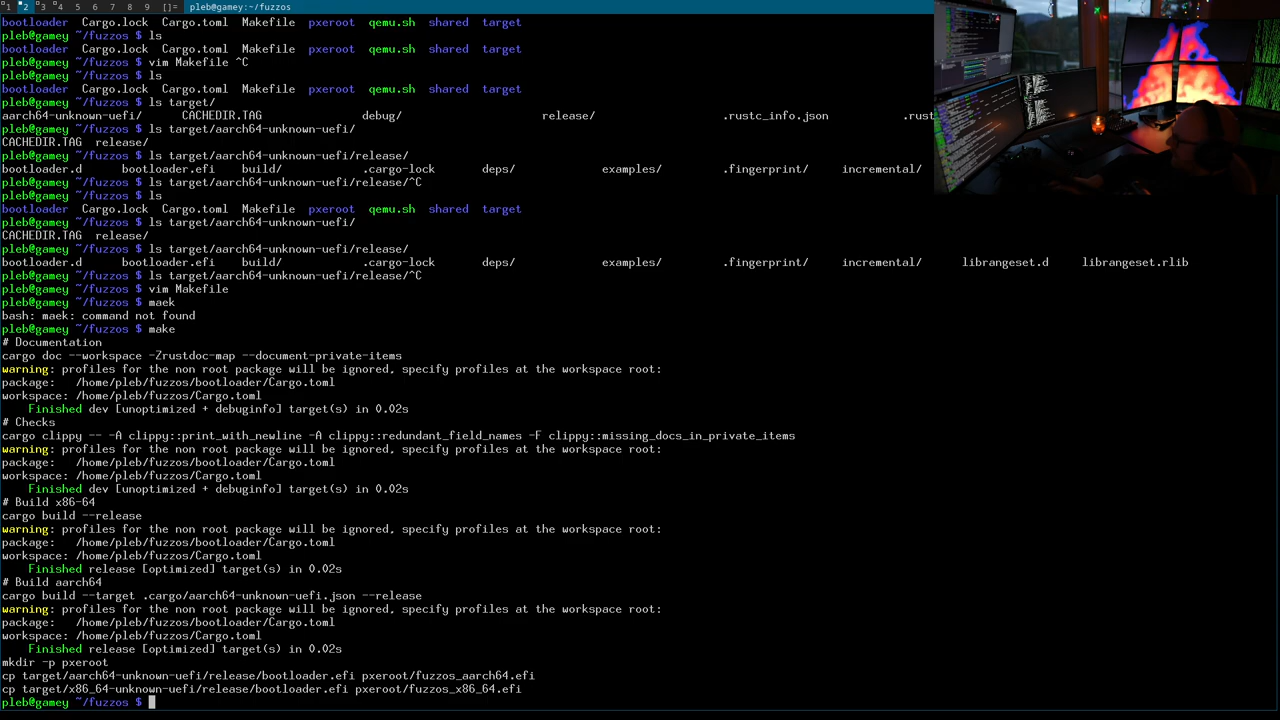 1 2 3 4 5 6 7 8 9 []= pleb@gamey:~/fuzzos
bootloader Cargo.lock Cargo.toml Makefile pxeroot qemu.sh shared target
pleb@gamey ~/fuzzos $ ls
bootloader Cargo.lock Cargo.toml Makefile pxeroot qemu.sh shared target
pleb@gamey ~/fuzzos $ vim Makefile ^C
pleb@gamey ~/fuzzos $ ls
bootloader Cargo.lock Cargo.toml Makefile pxeroot qemu.sh shared target
pleb@gamey ~/fuzzos $ ls target/
aarch64-unknown-uefi/ CACHEDIR.TAG debug/ release/ .rustc_info.json .rust
pleb@gamey ~/fuzzos $ ls target/aarch64-unknown-uefi/
CACHEDIR.TAG release/
pleb@gamey ~/fuzzos $ ls target/aarch64-unknown-uefi/release/
bootloader.d bootloader.efi build/ .cargo-lock deps/ examples/ .fingerprint/ incremental/
pleb@gamey ~/fuzzos $ ls target/aarch64-unknown-uefi/release/^C
pleb@gamey ~/fuzzos $ ls
bootloader Cargo.lock Cargo.toml Makefile pxeroot qemu.sh shared target
pleb@gamey ~/fuzzos $ ls target/aarch64-unknown-uefi/
CACHEDIR.TAG release/
pleb@gamey ~/fuzzos $ ls target/aarch64-unknown-uefi/release/
bootloader.d bootloader.efi build/ .cargo-lock deps/ examples/ .fingerprint/ incremental/ librangeset.d librangeset.rlib
pleb@gamey ~/fuzzos $ ls target/aarch64-unknown-uefi/release/^C
pleb@gamey ~/fuzzos $ vim Makefile
pleb@gamey ~/fuzzos $ maek
bash: maek: command not found
pleb@gamey ~/fuzzos $ make
# Documentation
cargo doc --workspace -Zrustdoc-map --document-private-items
warning: profiles for the non root package will be ignored, specify profiles at the workspace root:
package: /home/pleb/fuzzos/bootloader/Cargo.toml
workspace: /home/pleb/fuzzos/Cargo.toml
Finished dev [unoptimized + debuginfo] target(s) in 0.02s
# Checks
cargo clippy -- -A clippy::print_with_newline -A clippy::redundant_field_names -F clippy::missing_docs_in_private_items
warning: profiles for the non root package will be ignored, specify profiles at the workspace root:
package: /home/pleb/fuzzos/bootloader/Cargo.toml
workspace: /home/pleb/fuzzos/Cargo.toml
Finished dev [unoptimized + debuginfo] target(s) in 0.02s
# Build x86-64
cargo build --release
warning: profiles for the non root package will be ignored, specify profiles at the workspace root:
package: /home/pleb/fuzzos/bootloader/Cargo.toml
workspace: /home/pleb/fuzzos/Cargo.toml
Finished release [optimized] target(s) in 0.02s
# Build aarch64
cargo build --target .cargo/aarch64-unknown-uefi.json --release
warning: profiles for the non root package will be ignored, specify profiles at the workspace root:
package: /home/pleb/fuzzos/bootloader/Cargo.toml
workspace: /home/pleb/fuzzos/Cargo.toml
Finished release [optimized] target(s) in 0.02s
mkdir -p pxeroot
cp target/aarch64-unknown-uefi/release/bootloader.efi pxeroot/fuzzos_aarch64.efi
cp target/x86_64-unknown-uefi/release/bootloader.efi pxeroot/fuzzos_x86_64.efi
pleb@gamey ~/fuzzos $